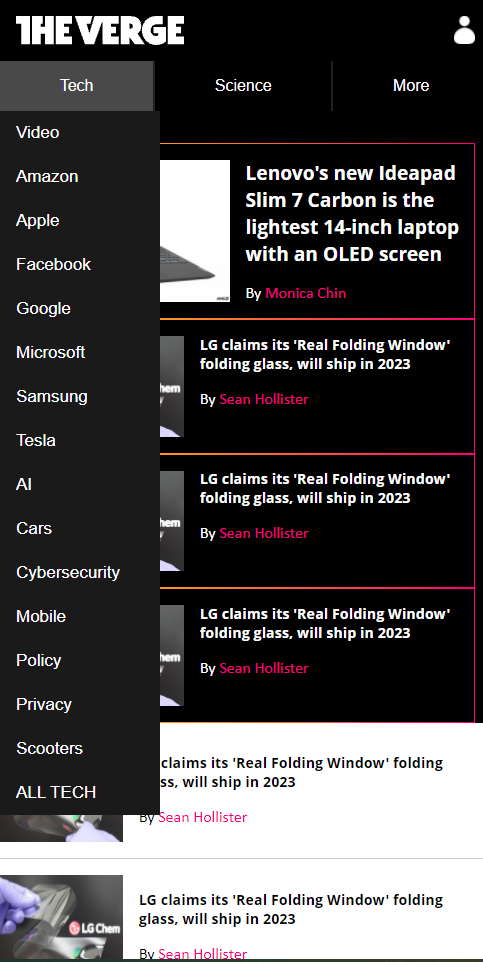 THE VERGE
Tech
Science
More
Video
Amazon
Apple
Facebook
Google
Microsoft
Samsung
Tesla
AI
Cars
Cybersecurity
Mobile
Policy
Privacy
Scooters
ALL TECH
Lenovo's new Ideapad
Slim 7 Carbon is the
lightest 14-inch laptop
with an OLED screen
By Monica Chin
hem
LG claims its 'Real Folding Window'
folding glass, will ship in 2023
By Sean Hollister
hem
LG claims its 'Real Folding Window'
folding glass, will ship in 2023
By Sean Hollister
hem
LG claims its 'Real Folding Window'
folding glass, will ship in 2023
By Sean Hollister
claims its 'Real Folding Window' folding
ss, will ship in 2023
By Sean Hollister
LG Chem
LG claims its 'Real Folding Window' folding
glass, will ship in 2023
By Sean Hollister